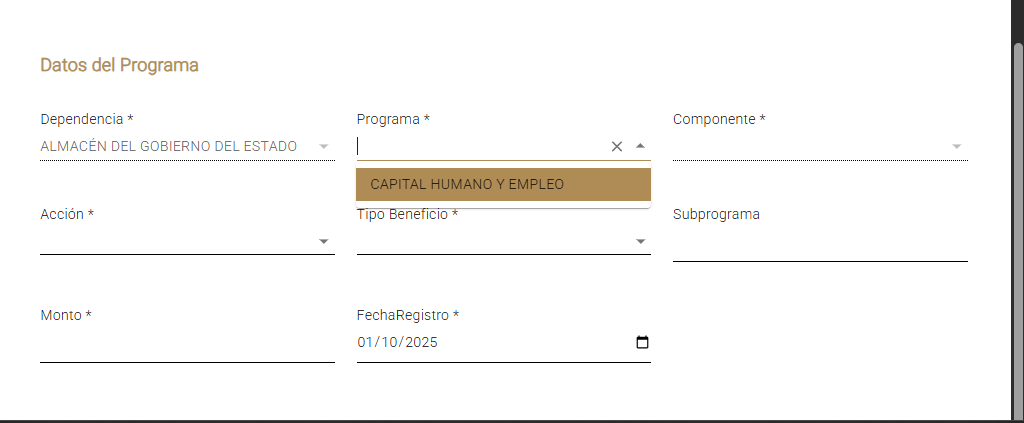 Datos del Programa
Dependencia * Programa * Componente *
ALMACÉN DEL GOBIERNO DEL ESTADO
CAPITAL HUMANO Y EMPLEO
Acción * Tipo Beneficio * Subprograma
Monto * FechaRegistro *
01/10/2025